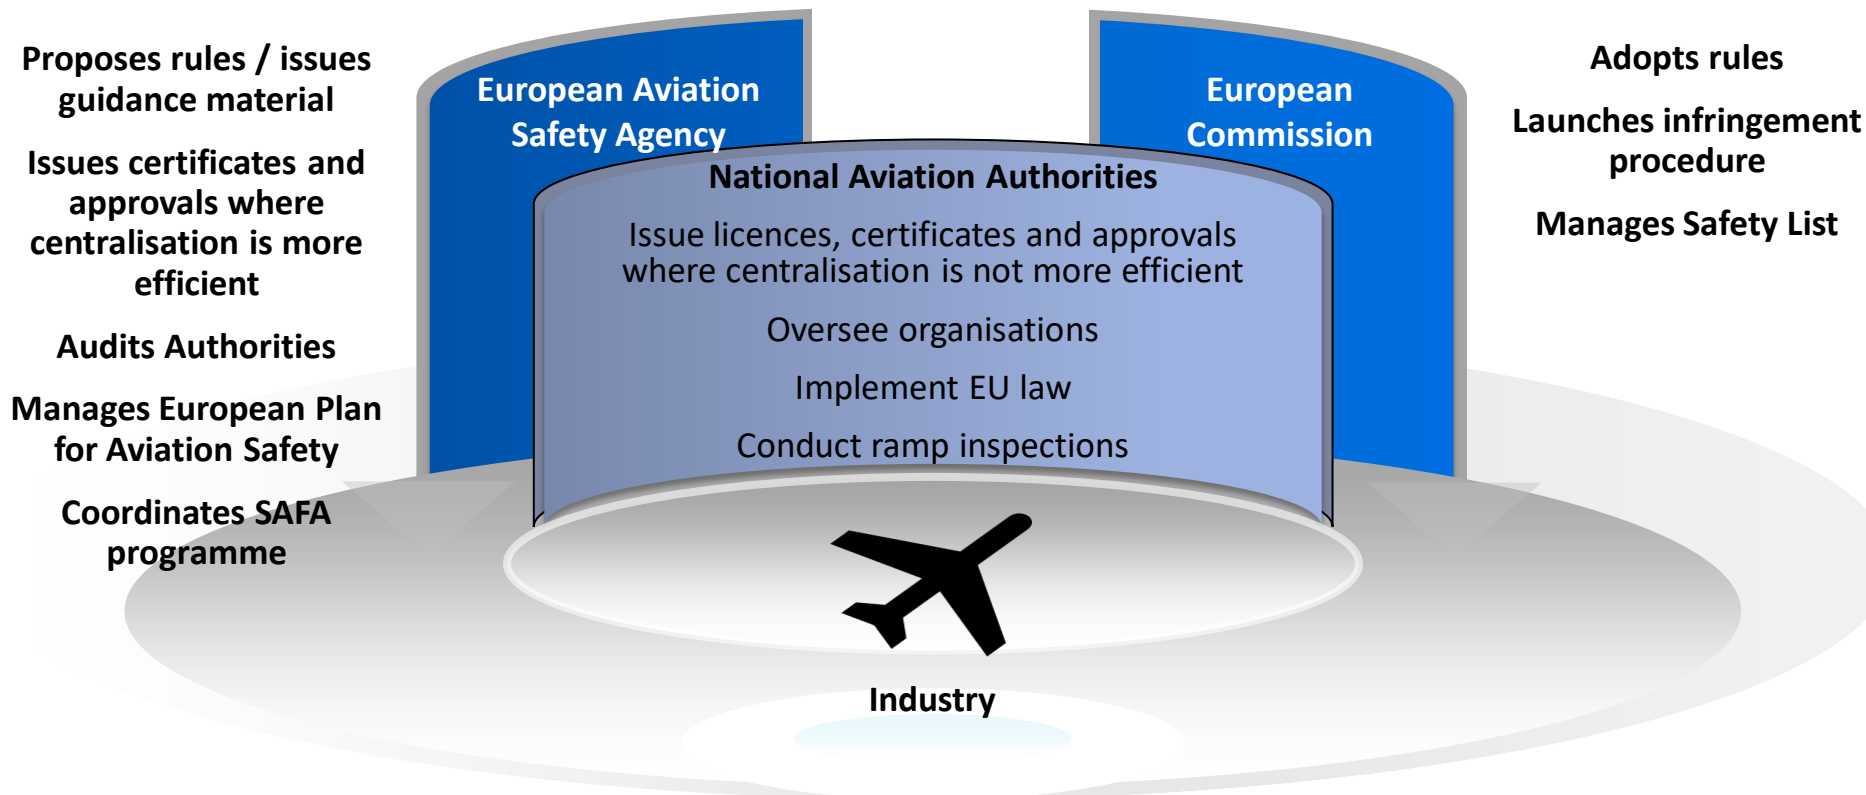 Proposes rules / issues
guidance material
Issues certificates and
approvals where
centralisation is more
efficient
Audits Authorities
Manages European Plan
for Aviation Safety
Coordinates SAFA
programme
European Aviation
Safety Agency
National Aviation Authorities
Issue licences, certificates and approvals
where centralisation is not more efficient
Oversee organisations
Implement EU law
Conduct ramp inspections
European
Commission
Adopts rules
Launches infringement
procedure
Manages Safety List
Industry